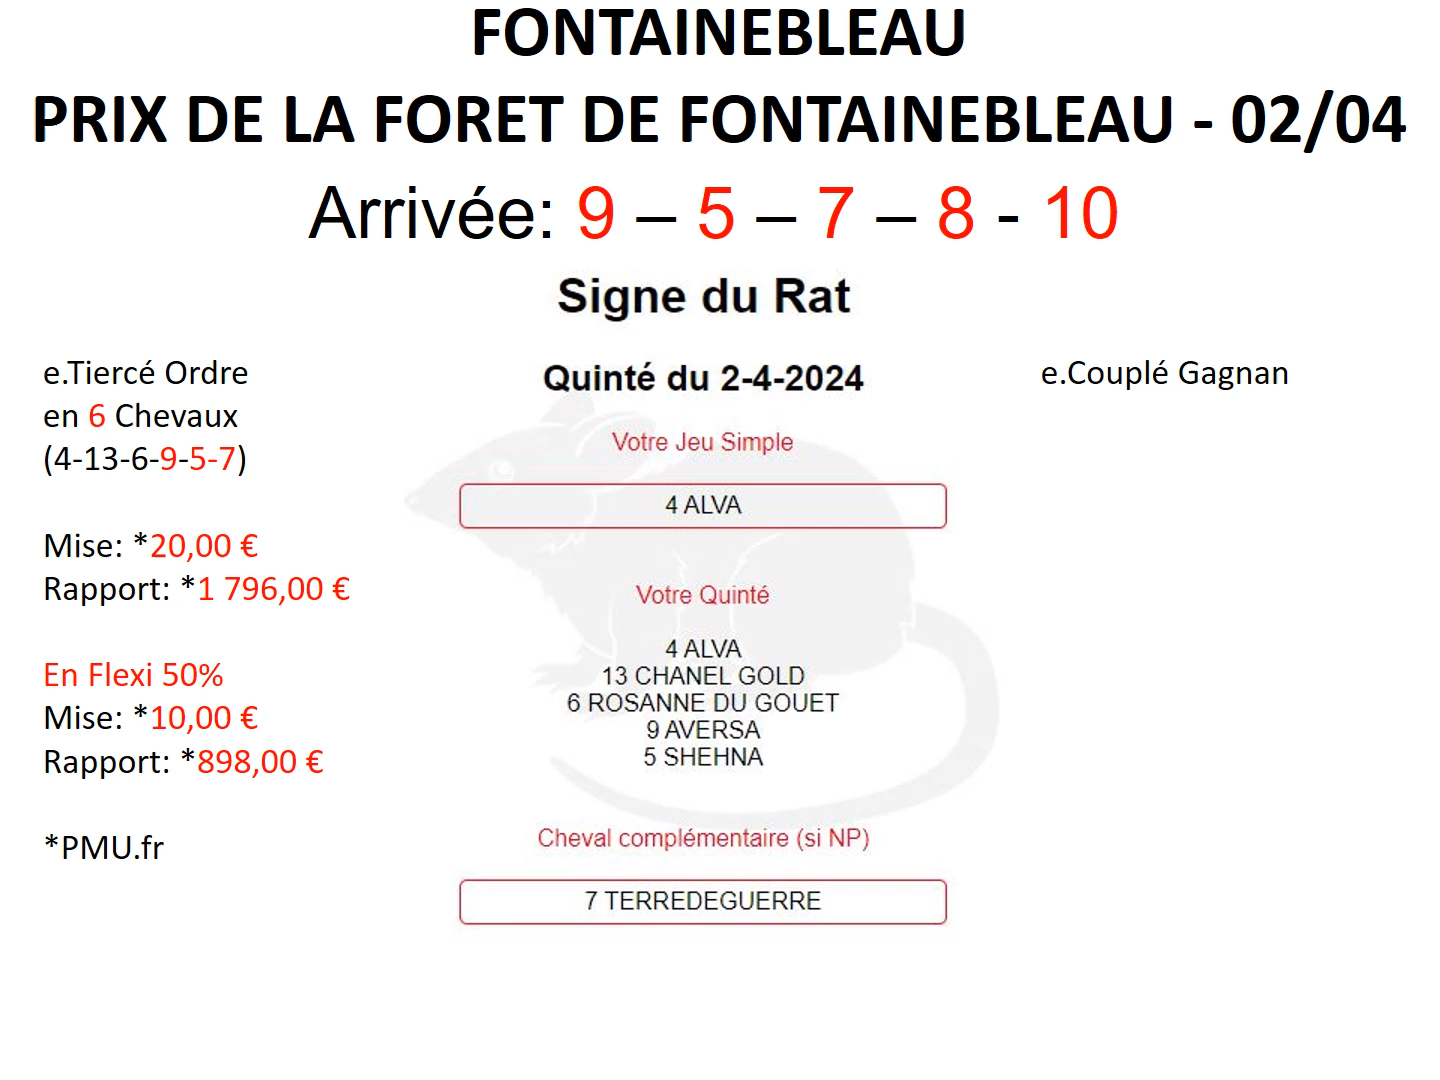 FONTAINEBLEAU
PRIX DE LA FORET DE FONTAINEBLEAU - 02/04
Arrivée: 9 – 5 – 7 – 8 - 10
Signe du Rat
Quinté du 2-4-2024
Votre Jeu Simple
4 ALVA
Votre Quinté
4 ALVA
13 CHANEL GOLD
6 ROSANNE DU GOUET
9 AVERSA
5 SHEHNA
Cheval complémentaire (si NP)
7 TERREDEGUERRE
e.Tiercé Ordre
en 6 Chevaux
(4-13-6-9-5-7)
Mise: *20,00 €
Rapport: *1 796,00 €
En Flexi 50%
Mise: *10,00 €
Rapport: *898,00 €
*PMU.fr
e.Couplé Gagnan